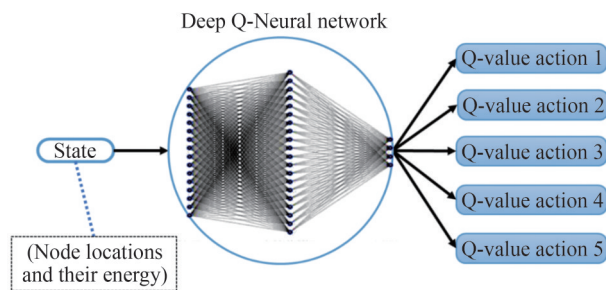 Deep Q-Neural network
State
(Node locations
and their energy)
Q-value action 1
Q-value action 2
Q-value action 3
Q-value action 4
Q-value action 5